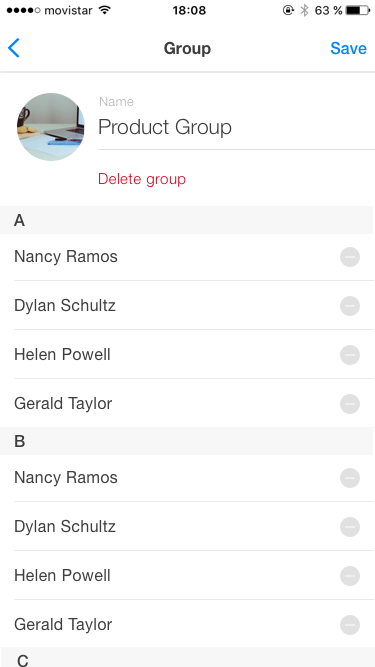 movistar 18:08 63 %
Group Save
Name
Product Group
Delete group
A
Nancy Ramos
Dylan Schultz
Helen Powell
Gerald Taylor
B
Nancy Ramos
Dylan Schultz
Helen Powell
Gerald Taylor
C